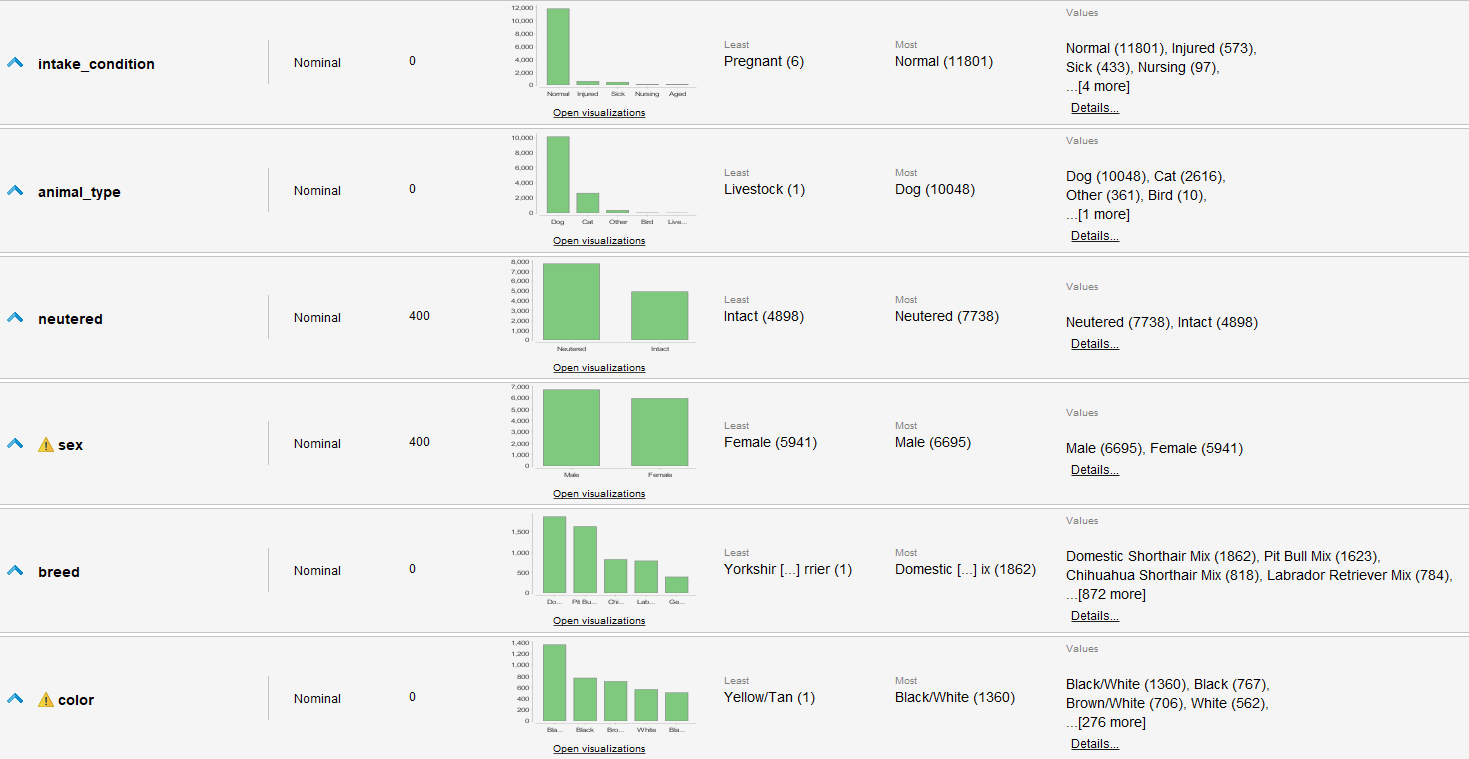 intake_condition
Nominal
0
12,000
10,000
8,000
6,000
4,000
2,000
0
Normal Injured Sick Nursing Aged
Open visualizations
Least
Pregnant (6)
Most
Normal (11801)
Values
Normal (11801), Injured (573),
Sick (433), Nursing (97),
...[4 more]
Details...
animal_type
Nominal
0
10,000
8,000
6,000
4,000
2,000
0
Dog Cat Other Bird Live...
Open visualizations
Least
Livestock (1)
Most
Dog (10048)
Values
Dog (10048), Cat (2616),
Other (361), Bird (10),
...[1 more]
Details...
neutered
Nominal
400
8,000
7,000
6,000
5,000
4,000
3,000
2,000
1,000
0
Neutered Intact
Open visualizations
Least
Intact (4898)
Most
Neutered (7738)
Values
Neutered (7738), Intact (4898)
Details...
sex
Nominal
400
7,000
6,000
5,000
4,000
3,000
2,000
1,000
0
Male Female
Open visualizations
Least
Female (5941)
Most
Male (6695)
Values
Male (6695), Female (5941)
Details...
breed
Nominal
0
1,500
1,000
500
0
Do... Pit Bu... Chi... Lab... Ge...
Open visualizations
Least
Yorkshir [...] rrier (1)
Most
Domestic [...] ix (1862)
Values
Domestic Shorthair Mix (1862), Pit Bull Mix (1623),
Chihuahua Shorthair Mix (818), Labrador Retriever Mix (784),
...[872 more]
Details...
color
Nominal
0
1,400
1,200
1,000
800
600
400
200
0
Bla... Black Bro... White Bla...
Open visualizations
Least
Yellow/Tan (1)
Most
Black/White (1360)
Values
Black/White (1360), Black (767),
Brown/White (706), White (562),
...[276 more]
Details...